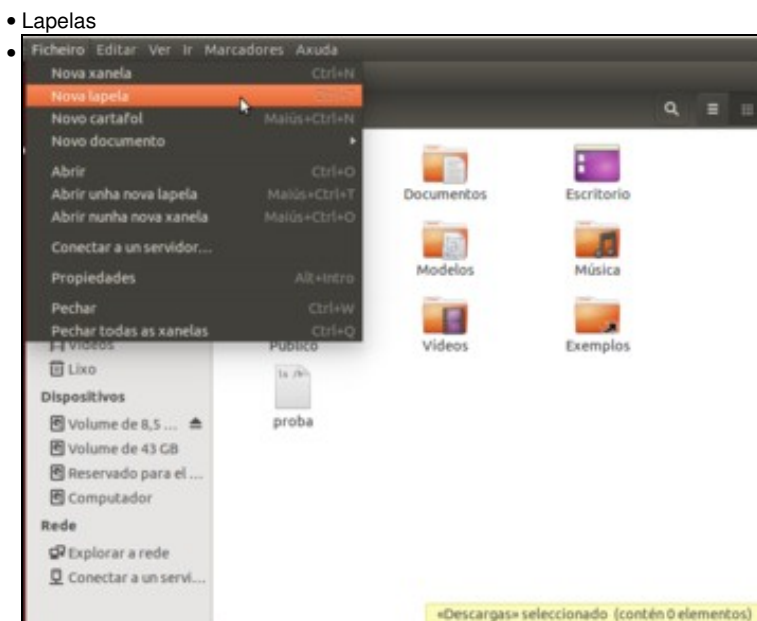 • Lapelas
• Ficheiro Editar Ver Ir Marcadores Axuda
Nova xanela Ctrl+N
Nova lapela Ctrl+T
Novo cartafol Maiús+Ctrl+N
Novo documento
Abrir Ctrl+O
Abrir unha nova lapela Maiús+Ctrl+T
Abrir nunha nova xanela Maiús+Ctrl+O
Conectar a un servidor...
Propiedades Alt+Intro
Pechar Ctrl+W
Pechar todas as xanelas Ctrl+Q
Documentos Escritorio
Modelos Música
Vídeos Público Vídeos Exemplos
Lixo
Dispositivos
Volume de 8,5 ... proba
Volume de 43 GB
Reservado para el ...
Computador
Rede
Explorar a rede
Conectar a un servi...
«Descargas» seleccionado (contén 0 elementos)